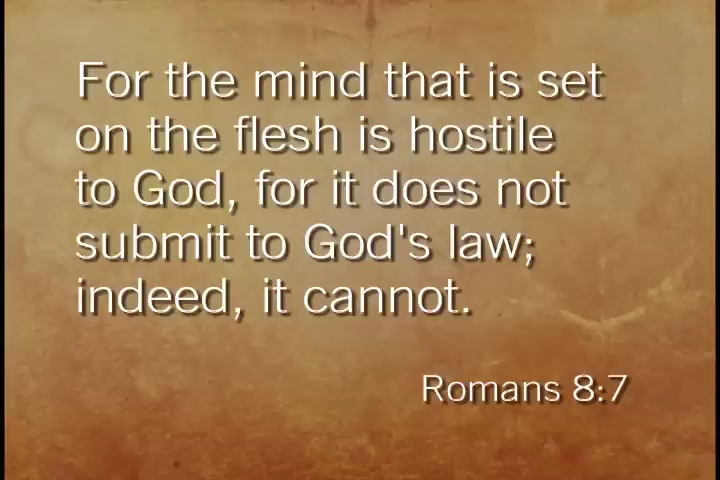 For the mind that is set
on the flesh is hostile
to God, for it does not
submit to God's law;
indeed, it cannot.
Romans 8:7